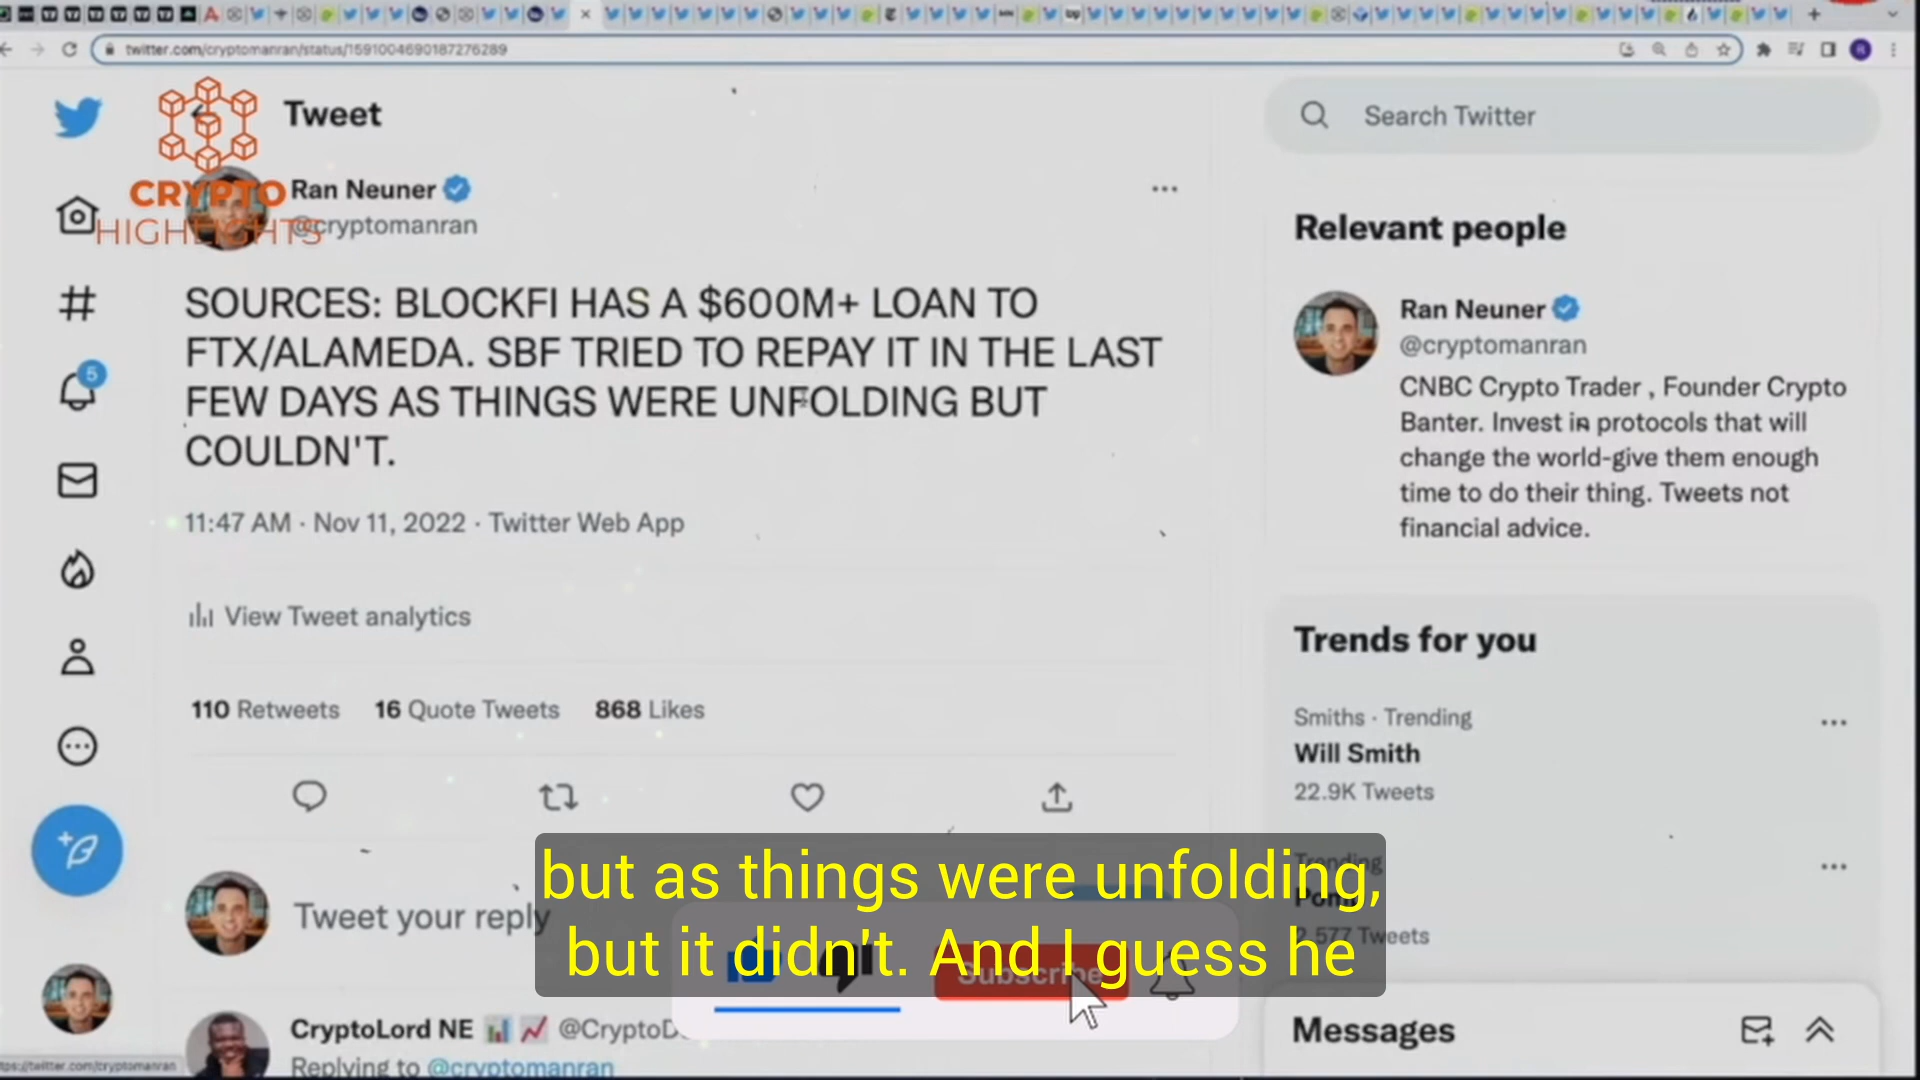 twitter.com/cryptomanran/status/1591004690187276289
Tweet
Search Twitter
CRYPTO
HIGHLIGHTS
Ran Neuner
@cryptomanran
SOURCES: BLOCKFI HAS A $600M+ LOAN TO
FTX/ALAMEDA. SBF TRIED TO REPAY IT IN THE LAST
FEW DAYS AS THINGS WERE UNFOLDING BUT
COULDN'T.
11:47 AM · Nov 11, 2022 · Twitter Web App
View Tweet analytics
110 Retweets 16 Quote Tweets 868 Likes
Tweet your reply
CryptoLord NE
Replying to @cryptomanran
5
Relevant people
Ran Neuner
@cryptomanran
CNBC Crypto Trader , Founder Crypto
Banter. Invest in protocols that will
change the world-give them enough
time to do their thing. Tweets not
financial advice.
Trends for you
Smiths · Trending
Will Smith
22.9K Tweets
Trending
2,577 Tweets
Messages
but as things were unfolding,
but it didn't. And I guess he
Subscribe